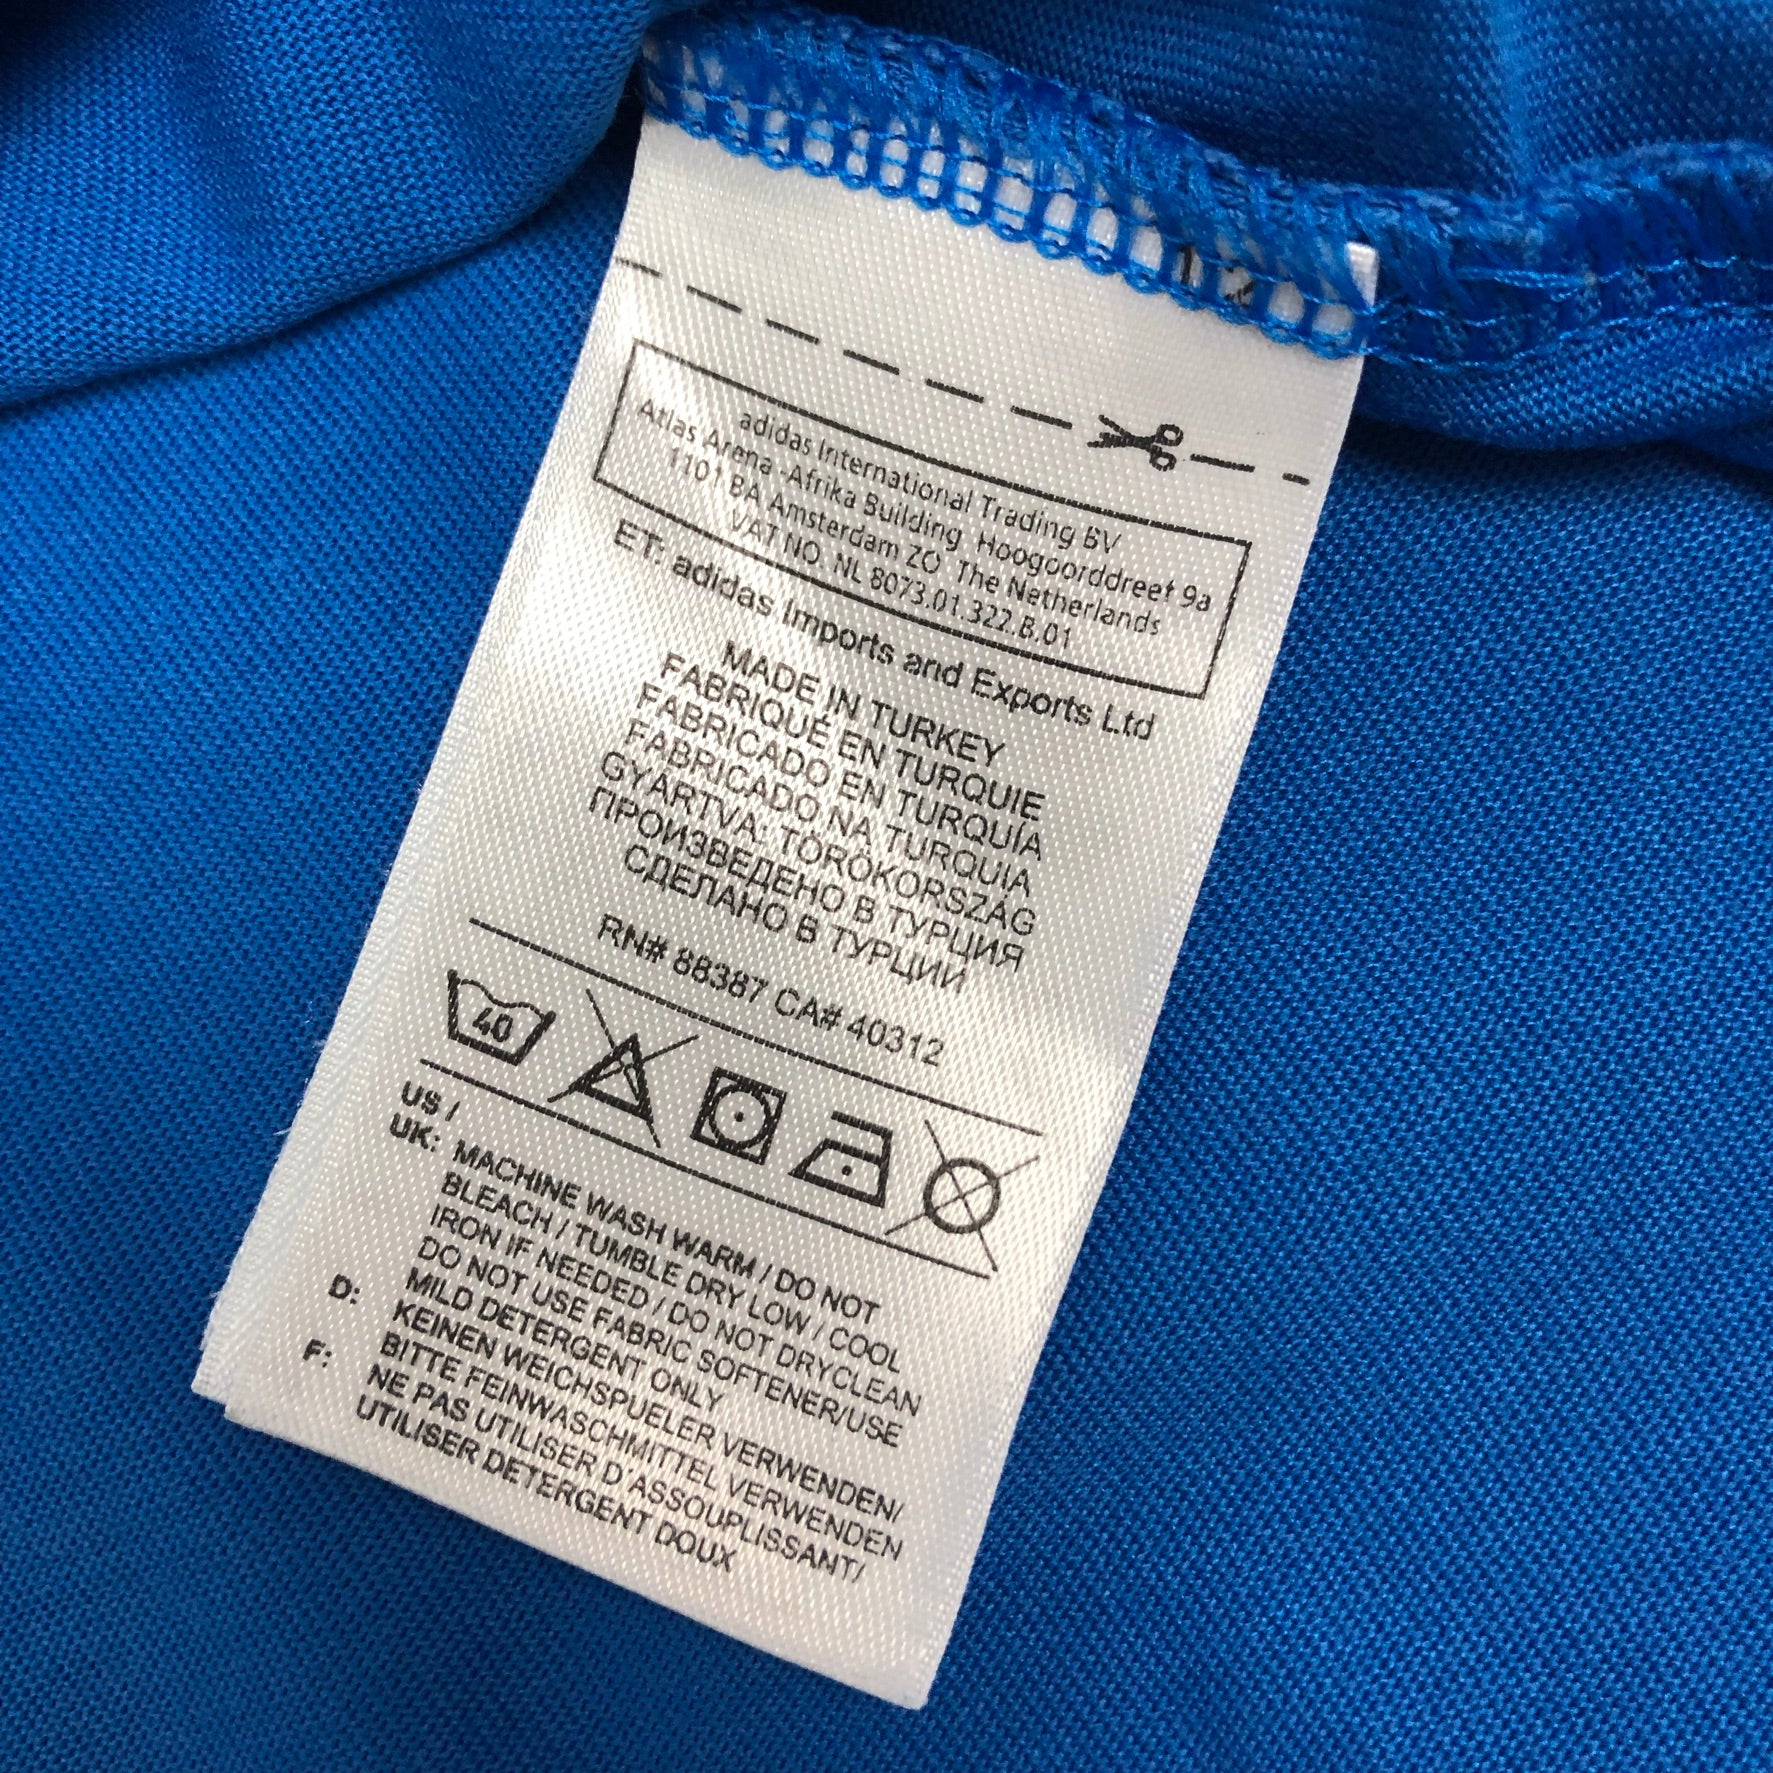 12
adidas International Trading BV
Atlas Arena -Afrika Building Hoogoorddreef 9a
1101 BA Amsterdam ZO The Netherlands
VAT NO. NL 8073.01.322.B.01
ET: adidas Imports and Exports Ltd
MADE IN TURKEY
FABRIQUÉ EN TURQUIE
FABRICADO EN TURQUÍA
FABRICADO NA TURQUIA
GYÁRTVA: TÖRÖKORSZÁG
ПРОИЗВЕДЕНО В ТУРЦИЯ
СДЕЛАНО В ТУРЦИИ
RN# 88387 CA# 40312
40
US /
UK: MACHINE WASH WARM / DO NOT
BLEACH / TUMBLE DRY LOW / COOL
IRON IF NEEDED / DO NOT DRYCLEAN
DO NOT USE FABRIC SOFTENER/USE
MILD DETERGENT ONLY
D: KEINEN WEICHSPUELER VERWENDEN/
BITTE FEINWASCHMITTEL VERWENDEN
F: NE PAS UTILISER D'ASSOUPLISSANT/
UTILISER DETERGENT DOUX